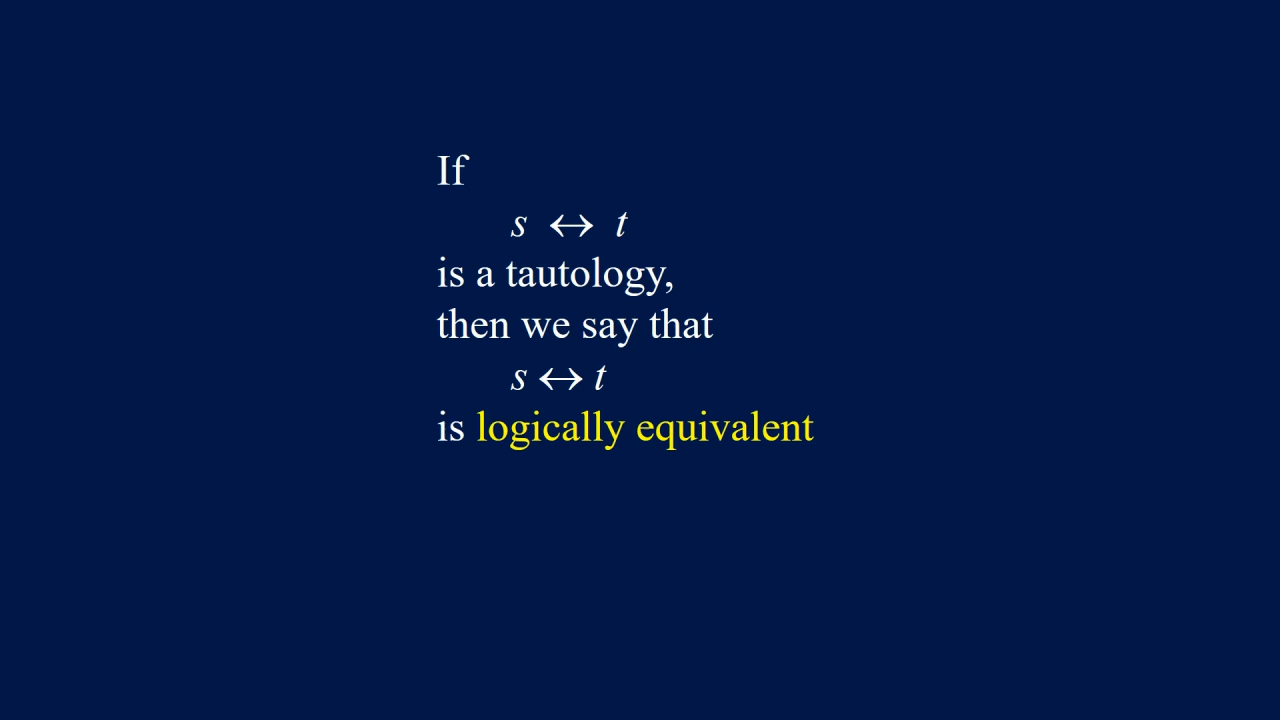 If
s ↔ t
is a tautology,
then we say that
s ↔ t
is logically equivalent